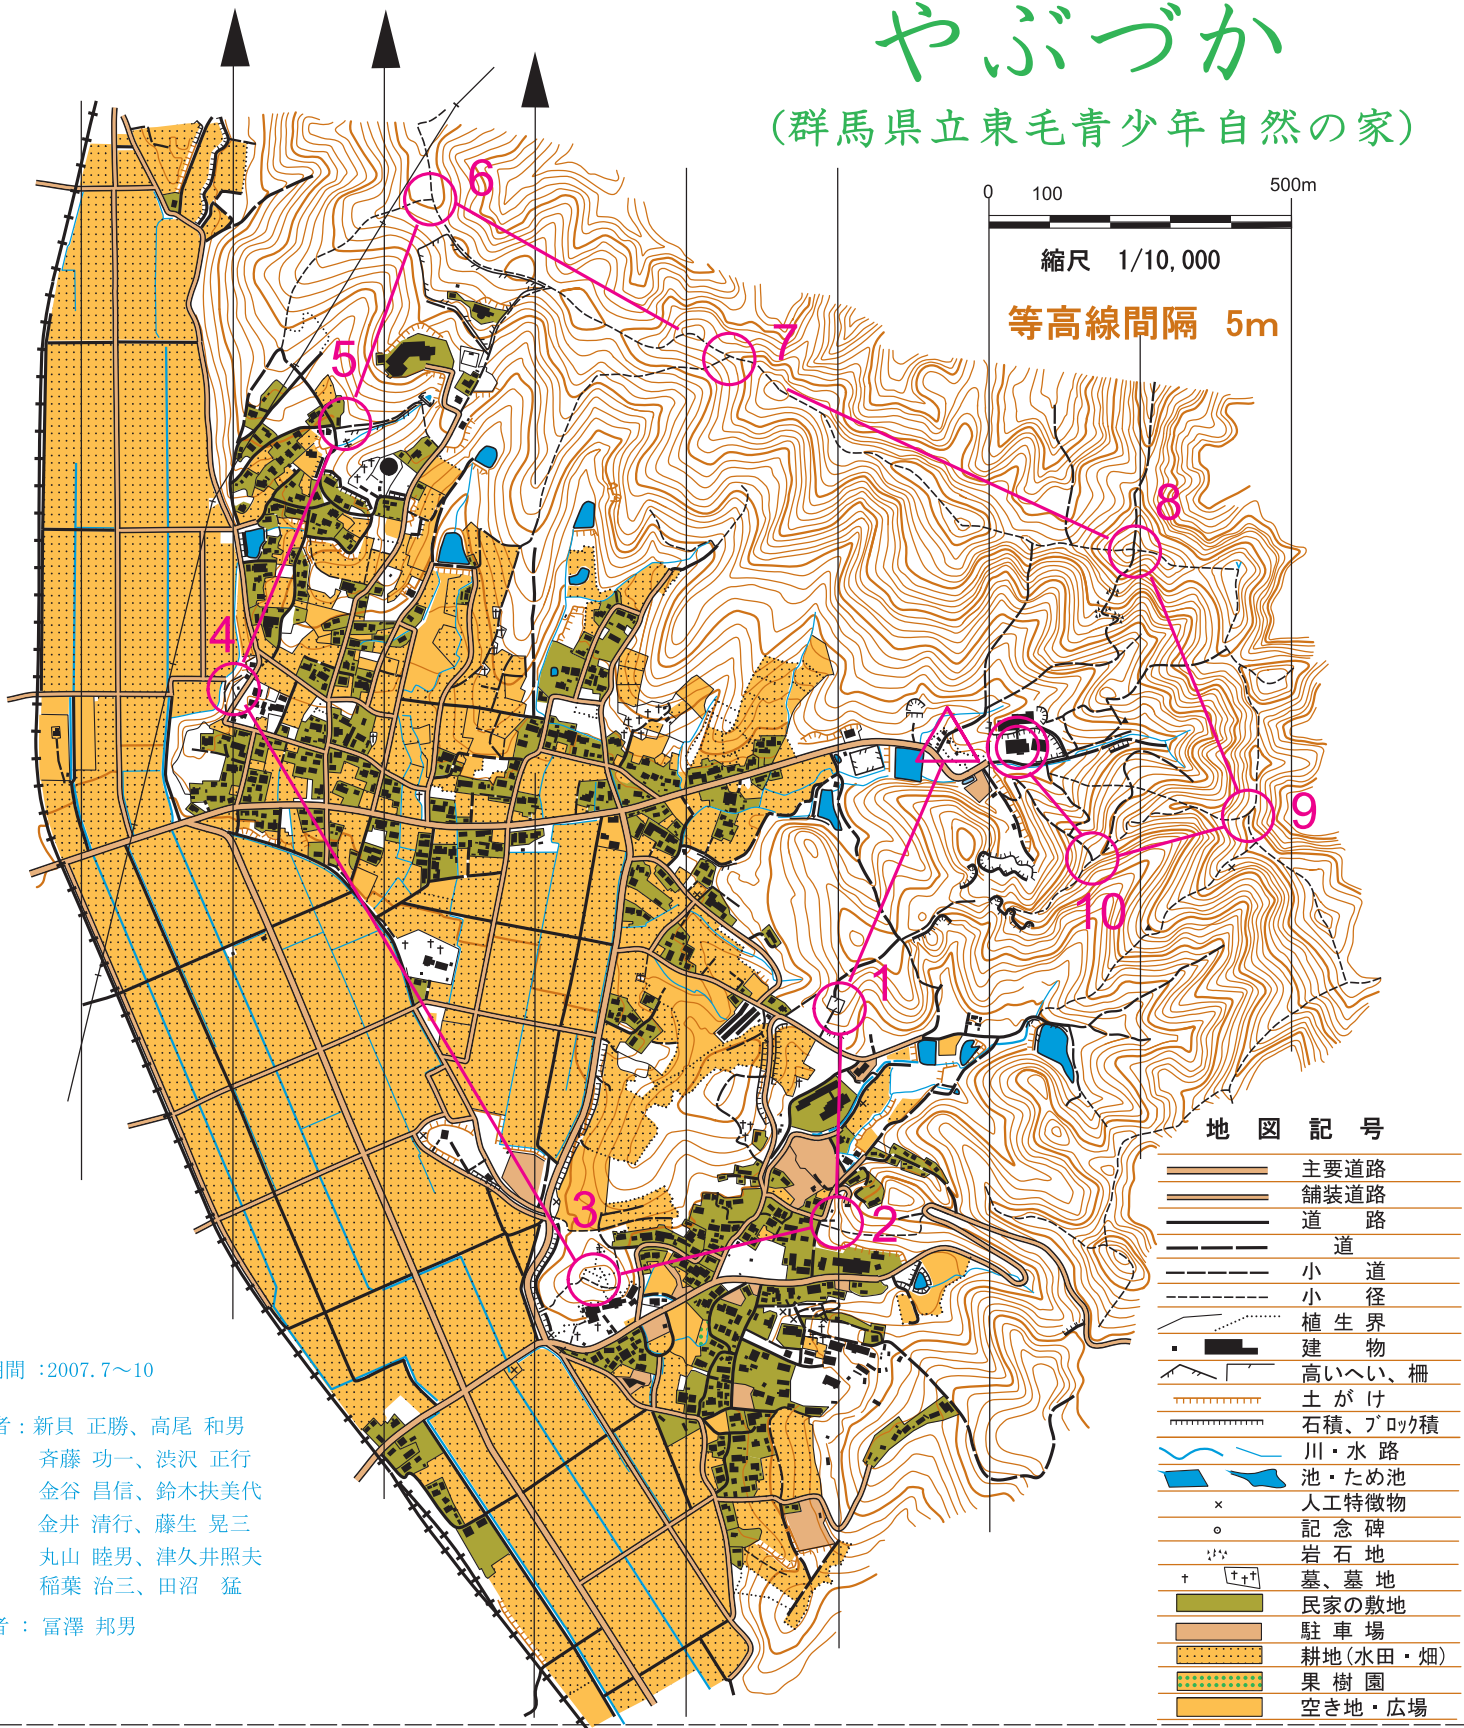 やぶづか
(群馬県立東毛青少年自然の家)
0 100 500m
縮尺 1/10,000
等高線間隔 5m
6
7
5
8
4
9
10
1
3
2
地図記号
主要道路
舗装道路
道路
道
小道
小径
植生界
建物
高いへい、柵
土がけ
石積、ブロック積
川・水路
池・ため池
人工特徴物
記念碑
岩石地
墓、墓地
民家の敷地
駐車場
耕地(水田・畑)
果樹園
空き地・広場
間:2007.7～10
者:新貝 正勝、高尾 和男
斉藤 功一、渋沢 正行
金谷 昌信、鈴木扶美代
金井 清行、藤生 晃三
丸山 睦男、津久井照夫
稲葉 治三、田沼 猛
者:冨澤 邦男